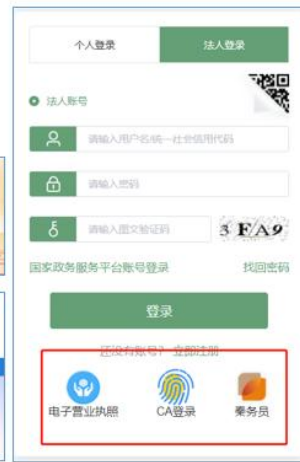 个人登录 法人登录
法人账号
请输入用户名/统一社会信用代码
请输入密码
请输入图文验证码 3 FA9
国家政务服务平台账号登录 找回密码
登录
还没有账号? 立即注册
电子营业执照 CA登录 秦务员